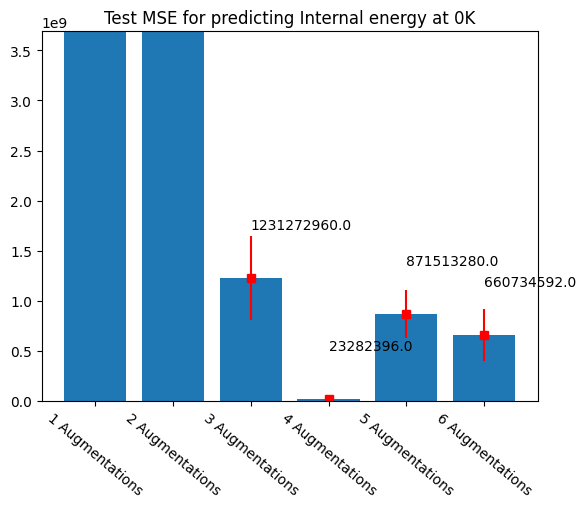 Test MSE for predicting Internal energy at 0K
1e9
3.5
3.0
2.5
2.0
1.5
1.0
0.5
0.0
1231272960.0
23282396.0
871513280.0
660734592.0
1 Augmentations
2 Augmentations
3 Augmentations
4 Augmentations
5 Augmentations
6 Augmentations